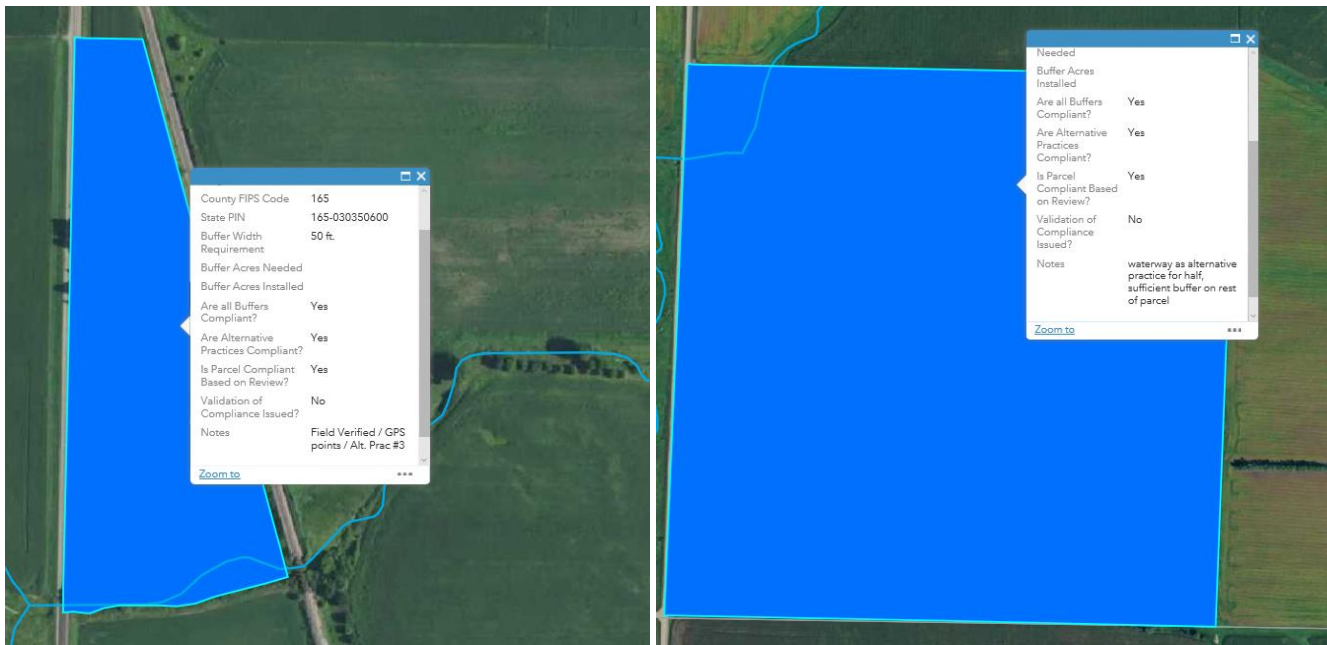 County FIPS Code 165
State PIN 165-030350600
Buffer Width 50 ft.
Requirement
Buffer Acres Needed
Buffer Acres Installed
Are all Buffers Yes
Compliant?
Are Alternative Yes
Practices Compliant?
Is Parcel Compliant Yes
Based on Review?
Validation of No
Compliance Issued?
Notes Field Verified / GPS
points / Alt. Prac #3
Zoom to
Needed
Buffer Acres
Installed
Are all Buffers Yes
Compliant?
Are Alternative Yes
Practices
Compliant?
Is Parcel Yes
Compliant Based
on Review?
Validation of No
Compliance
Issued?
Notes waterway as alternative
practice for half,
sufficient buffer on rest
of parcel
Zoom to